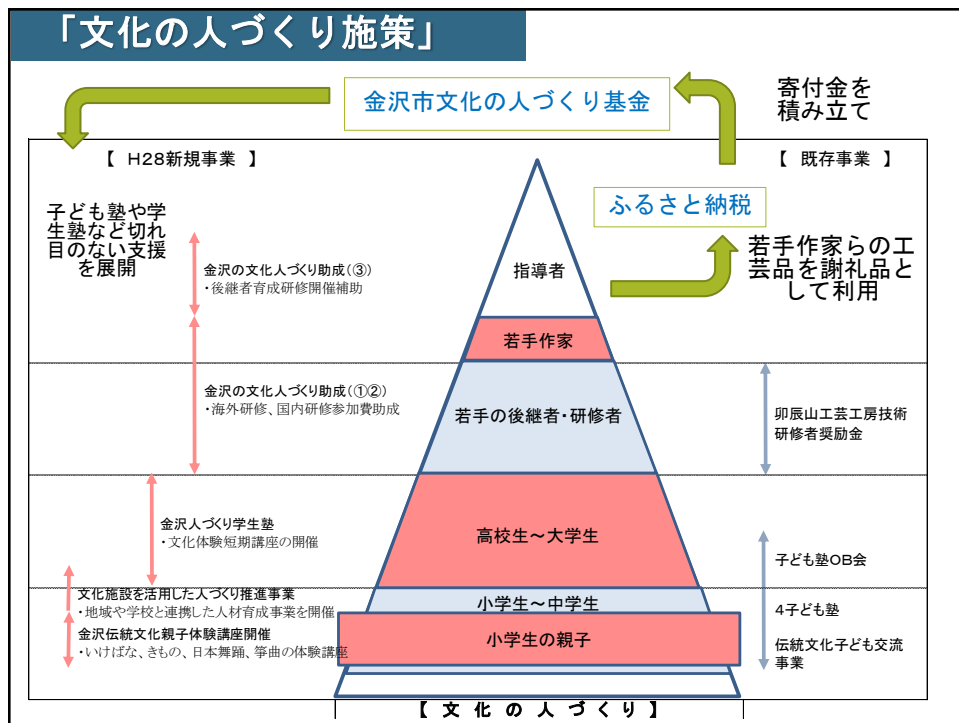 「文化の人づくり施策」
金沢市文化の人づくり基金
寄付金を
積み立て
【 H28新規事業 】
【 既存事業 】
子ども塾や学
生塾など切れ
目のない支援
を展開
ふるさと納税
若手作家らの工
芸品を謝礼品と
して利用
金沢の文化人づくり助成(③)
・後継者育成研修開催補助
指導者
若手作家
金沢の文化人づくり助成(①②)
・海外研修、国内研修参加費助成
若手の後継者・研修者
卯辰山工芸工房技術
研修者奨励金
金沢人づくり学生塾
・文化体験短期講座の開催
高校生～大学生
子ども塾OB会
文化施設を活用した人づくり推進事業
・地域や学校と連携した人材育成事業を開催
小学生～中学生
4子ども塾
金沢伝統文化親子体験講座開催
・いけばな、きもの、日本舞踊、箏曲の体験講座
小学生の親子
伝統文化子ども交流
事業
【 文 化 の 人 づ く り 】